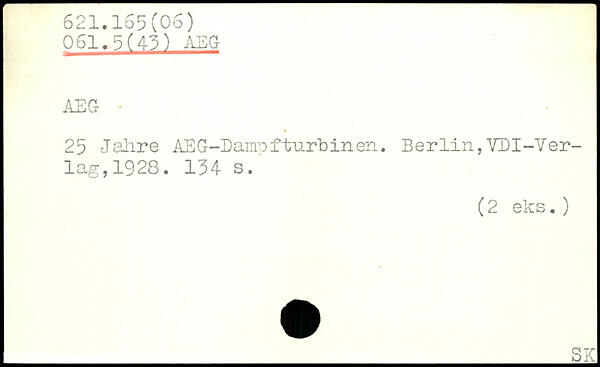 621.165(06)
061.5(43) AEG
AEG
25 Jahre AEG-Dampfturbinen. Berlin,VDI-Ver-
lag,1928. 134 s.
(2 eks.)
SK